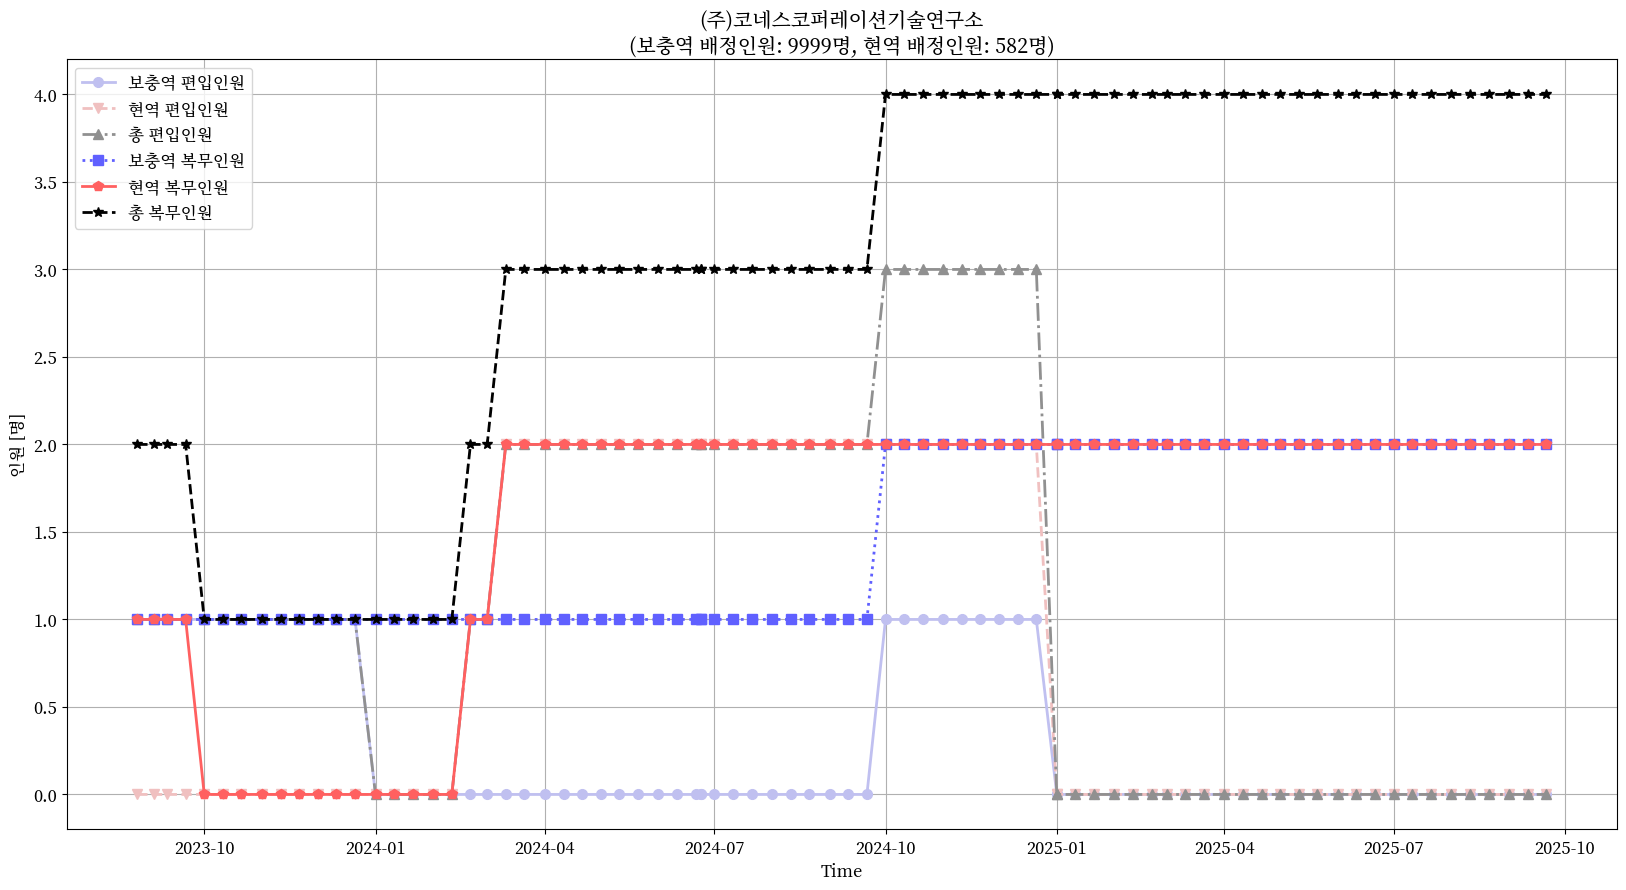 (주)코네스코퍼레이션기술연구소
(보충역 배정인원: 9999명, 현역 배정인원: 582명)
보충역 편입인원
현역 편입인원
총 편입인원
보충역 복무인원
현역 복무인원
총 복무인원
인원 [명]
4.0
3.5
3.0
2.5
2.0
1.5
1.0
0.5
0.0
2023-10 2024-01 2024-04 2024-07 2024-10 2025-01 2025-04 2025-07 2025-10
Time